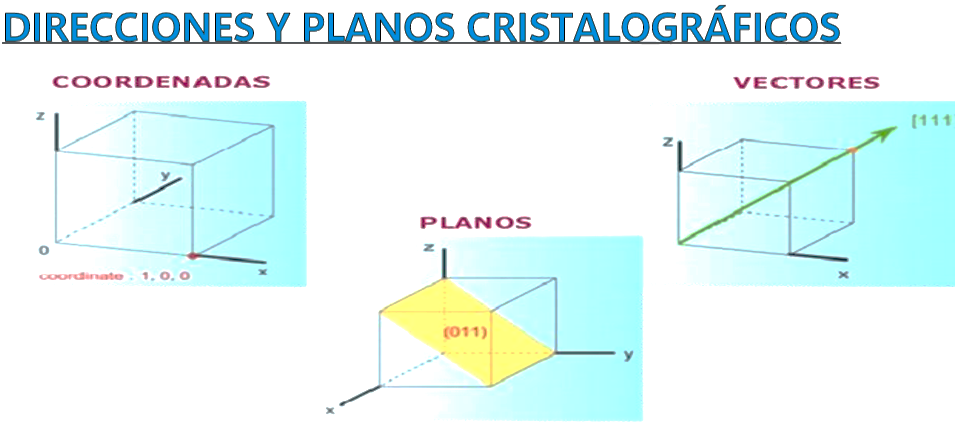 DIRECCIONES Y PLANOS CRISTALOGRÁFICOS
COORDENADAS
z
y
0
x
coordinate . 1, 0, 0
PLANOS
z
(011)
y
x
VECTORES
[111
z
x